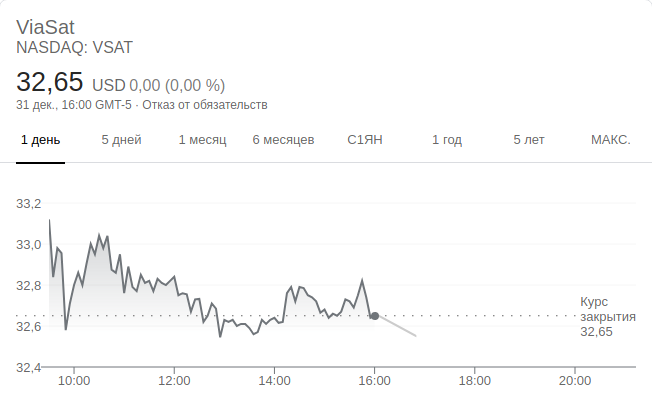 ViaSat
NASDAQ: VSAT
32,65 USD 0,00 (0,00 %)
31 дек., 16:00 GMT-5 · Отказ от обязательств
1 день 5 дней 1 месяц 6 месяцев С1ЯН 1 год 5 лет МАКС.
33,2
33,0
32,8
32,6
32,4
Курс
закрытия
32,65
10:00 12:00 14:00 16:00 18:00 20:00